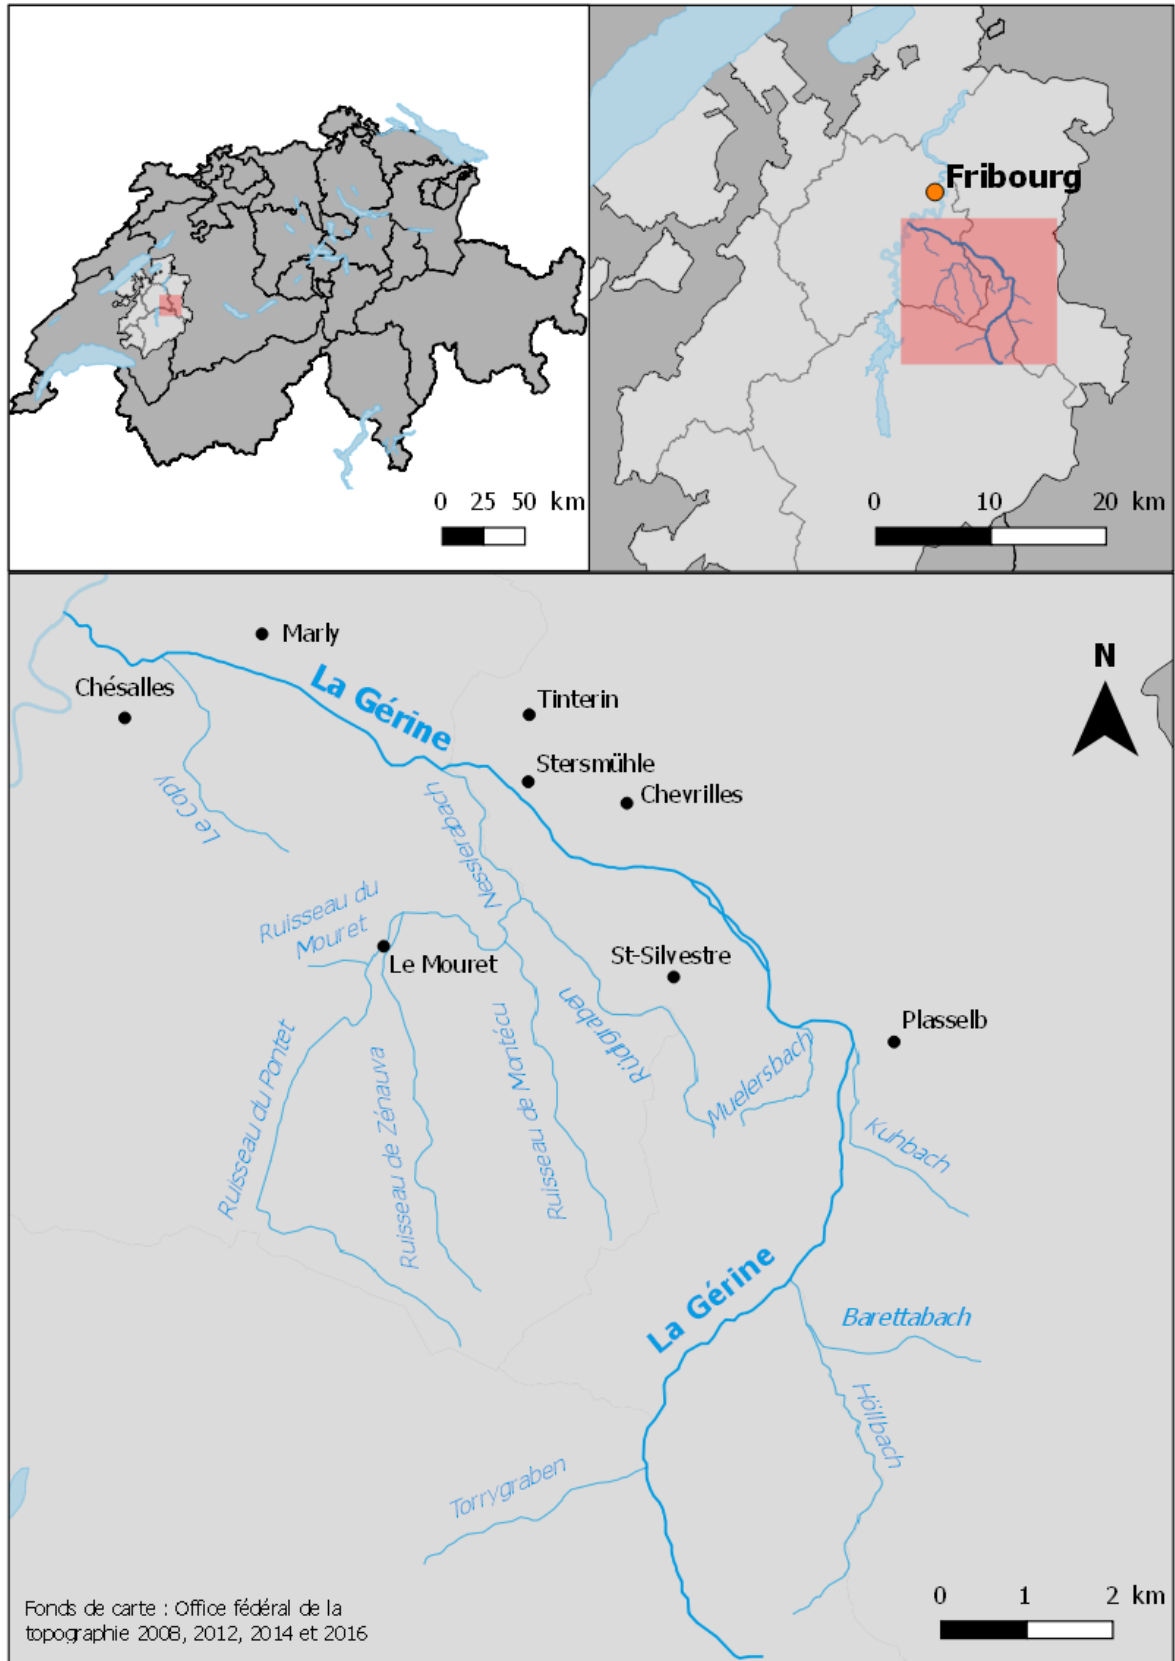 0 25 50 km
Fribourg
0 10 20 km
Marly
N
La Gérine
Chésalles
Tinterin
Stersmühle
Chevrilles
Le Copy
Nesslerabach
Ruisseau du
Mouret
Le Mouret
St-Silvestre
Rüdigraben
Plasselb
Ruisseau du Pontet
Ruisseau de Zénauva
Ruisseau de Montécu
Muelersbach
Kuhbach
La Gérine
Barettabach
Höllbach
Torrygraben
0 1 2 km
Fonds de carte : Office fédéral de la
topographie 2008, 2012, 2014 et 2016